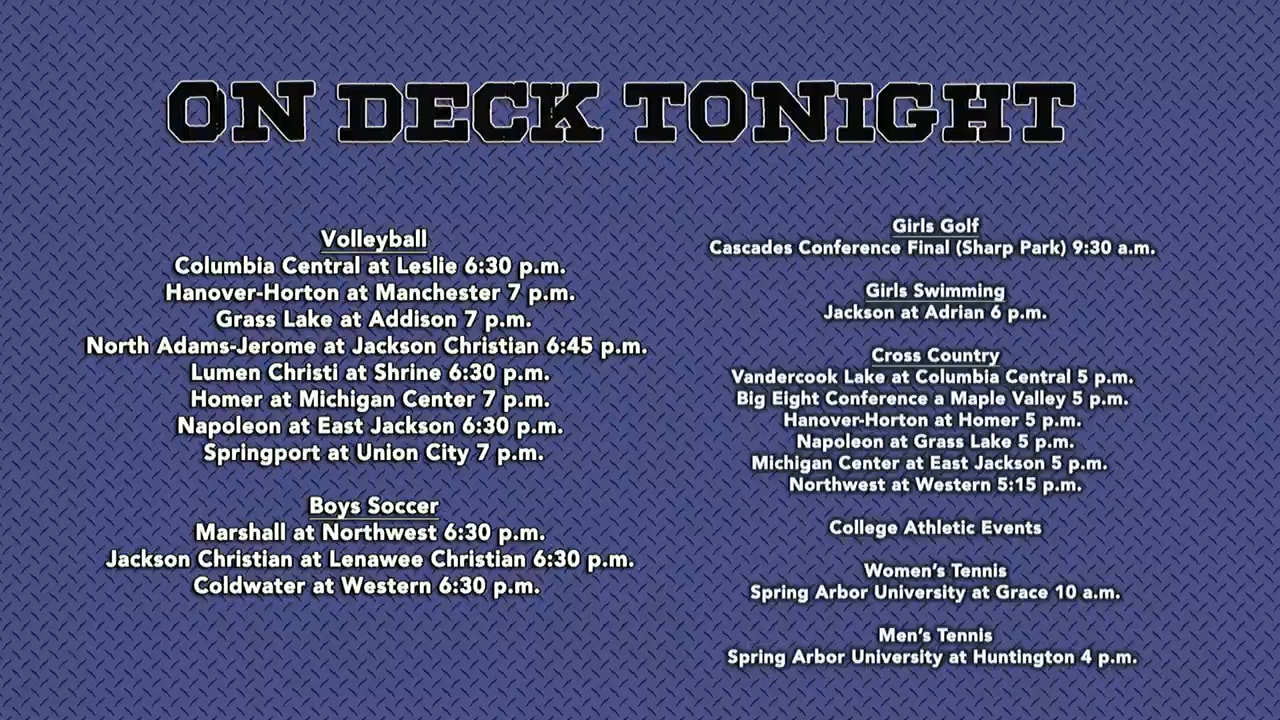 ON DECK TONIGHT
Volleyball
Columbia Central at Leslie 6:30 p.m.
Hanover-Horton at Manchester 7 p.m.
Grass Lake at Addison 7 p.m.
North Adams-Jerome at Jackson Christian 6:45 p.m.
Lumen Christi at Shrine 6:30 p.m.
Homer at Michigan Center 7 p.m.
Napoleon at East Jackson 6:30 p.m.
Springport at Union City 7 p.m.
Boys Soccer
Marshall at Northwest 6:30 p.m.
Jackson Christian at Lenawee Christian 6:30 p.m.
Coldwater at Western 6:30 p.m.
Girls Golf
Cascades Conference Final (Sharp Park) 9:30 a.m.
Girls Swimming
Jackson at Adrian 6 p.m.
Cross Country
Vandercook Lake at Columbia Central 5 p.m.
Big Eight Conference a Maple Valley 5 p.m.
Hanover-Horton at Homer 5 p.m.
Napoleon at Grass Lake 5 p.m.
Michigan Center at East Jackson 5 p.m.
Northwest at Western 5:15 p.m.
College Athletic Events
Women's Tennis
Spring Arbor University at Grace 10 a.m.
Men's Tennis
Spring Arbor University at Huntington 4 p.m.